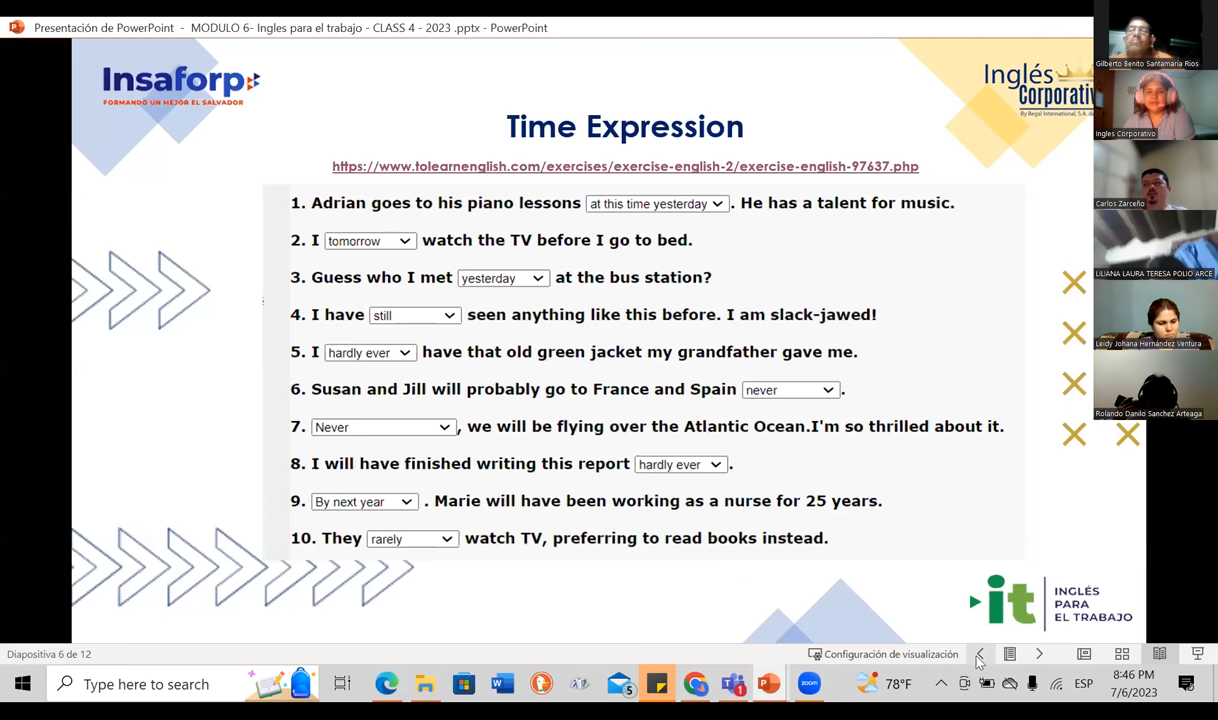 Presentación de PowerPoint - MODULO 6- Ingles para el trabajo - CLASS 4 - 2023 .pptx - PowerPoint
Insaforp
FORMANDO UN MEJOR EL SALVADOR
Inglés
Corporativ
By Regal International, S.A. de
Time Expression
https://www.tolearnenglish.com/exercises/exercise-english-2/exercise-english-97637.php
1. Adrian goes to his piano lessons at this time yesterday . He has a talent for music.
2. I tomorrow watch the TV before I go to bed.
3. Guess who I met yesterday at the bus station?
4. I have still seen anything like this before. I am slack-jawed!
5. I hardly ever have that old green jacket my grandfather gave me.
6. Susan and Jill will probably go to France and Spain never .
7. Never , we will be flying over the Atlantic Ocean.I'm so thrilled about it.
8. I will have finished writing this report hardly ever .
9. By next year . Marie will have been working as a nurse for 25 years.
10. They rarely watch TV, preferring to read books instead.
it
INGLÉS
PARA
EL TRABAJO
Gilberto Benito Santamaria Rios
Ingles Corporativo
Carlos Zarceño
LILIANA LAURA TERESA POLIO ARCE
Leidy Johana Hernández Ventura
Rolando Danilo Sanchez Arteaga
Diapositiva 6 de 12
Configuración de visualización
Type here to search
5
1
zoom
78°F
ESP
8:46 PM
7/6/2023